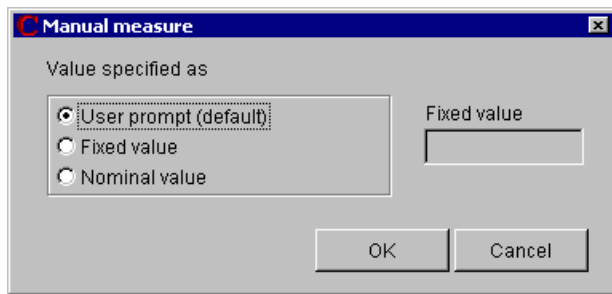 Manual measure
Value specified as
User prompt (default)
Fixed value
Nominal value
Fixed value
OK
Cancel